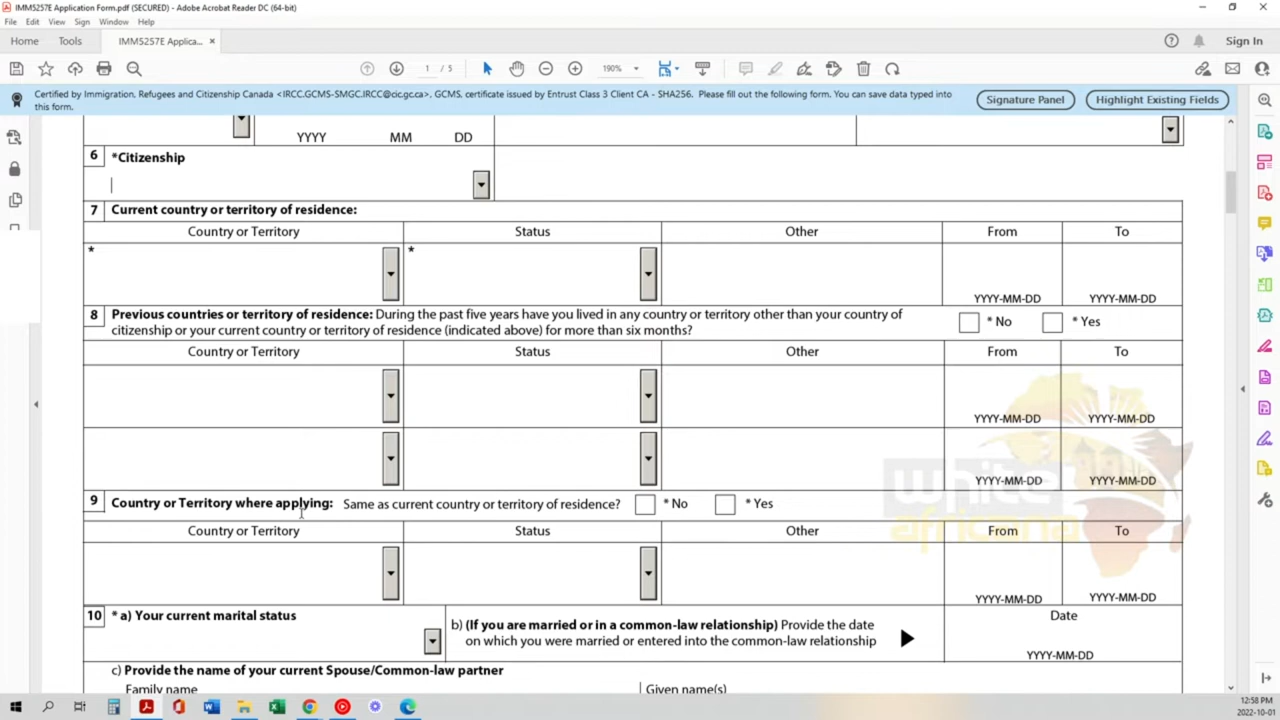 IMM5257E Application Form.pdf (SECURED) - Adobe Acrobat Reader DC (64-bit)
File Edit View Sign Window Help
Home Tools IMM5257E Applica... × Sign In
1 / 5 190%
Certified by Immigration, Refugees and Citizenship Canada <IRCC.GCMS-SMGC.IRCC@cic.gc.ca>, GCMS, certificate issued by Entrust Class 3 Client CA - SHA256. Please fill out the following form. You can save data typed into
this form.
Signature Panel Highlight Existing Fields
YYYY MM DD
6 *Citizenship
7 Current country or territory of residence:
Country or Territory Status Other From To
* *
YYYY-MM-DD YYYY-MM-DD
8 Previous countries or territory of residence: During the past five years have you lived in any country or territory other than your country of
citizenship or your current country or territory of residence (indicated above) for more than six months?
* No * Yes
Country or Territory Status Other From To
YYYY-MM-DD YYYY-MM-DD
YYYY-MM-DD YYYY-MM-DD
white
africana
9 Country or Territory where applying: Same as current country or territory of residence? * No * Yes
Country or Territory Status Other From To
YYYY-MM-DD YYYY-MM-DD
10 * a) Your current marital status
b) (If you are married or in a common-law relationship) Provide the date
on which you were married or entered into the common-law relationship
Date
YYYY-MM-DD
c) Provide the name of your current Spouse/Common-law partner
Family name Given name(s)
12:58 PM
2022-10-01